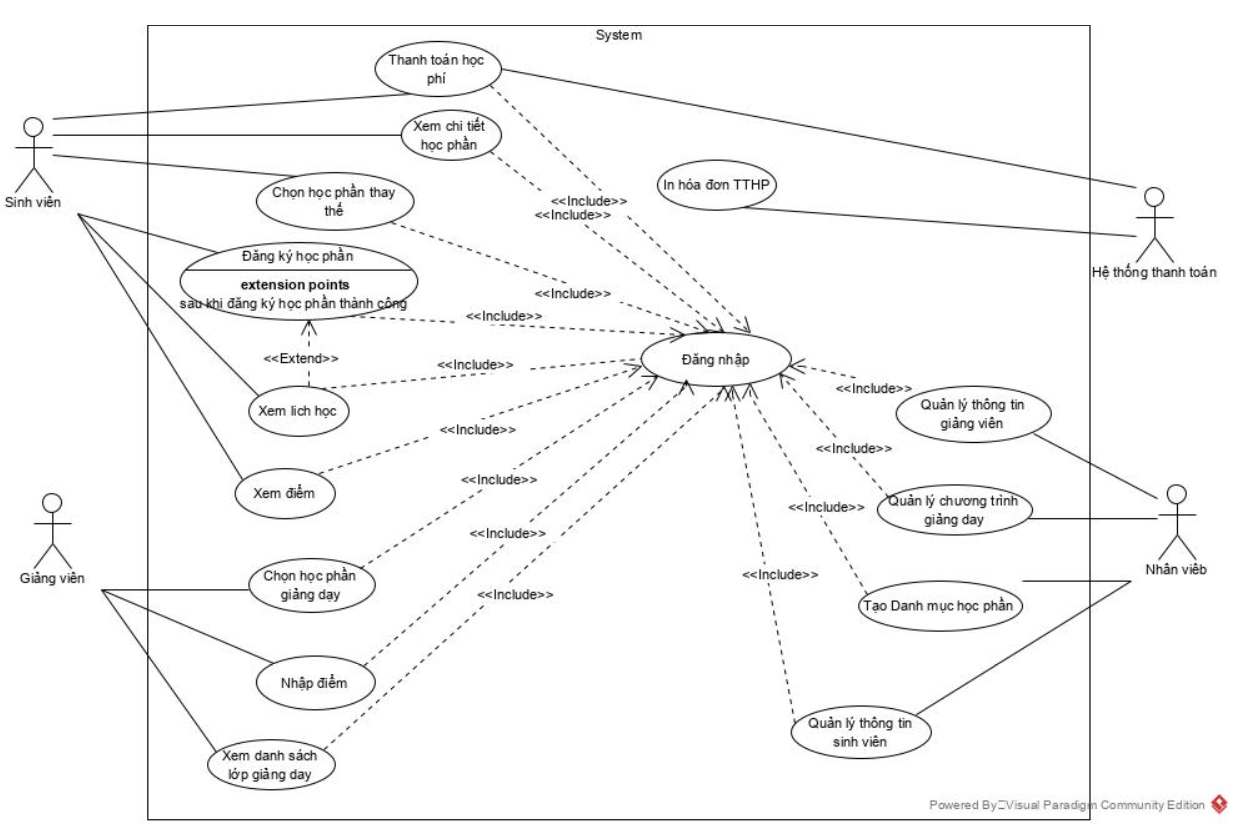 System
Thanh toán học
phí
Xem chi tiết
học phần
Sinh viên
Chọn học phần thay
thế
In hóa đơn TTHP
Hệ thống thanh toán
<<Include>>
<<Include>>
Đăng ký học phần
extension points
sau khi đăng ký học phần thành công
<<Include>>
<<Include>>
<<Extend>>
<<Include>>
Đăng nhập
Xem lich học
<<Include>>
Quản lý thông tin
giảng viên
<<Include>>
<<Include>>
Xem điểm
<<Include>>
Quản lý chương trình
giảng day
<<Include>>
<<Include>>
Giảng viên
Chọn học phần
giảng dạy
<<Include>>
<<Include>>
Nhân viêb
Tạo Danh mục học phần
Nhập điểm
Quản lý thông tin
sinh viên
Xem danh sách
lớp giảng day
Powered By Visual Paradigm Community Edition